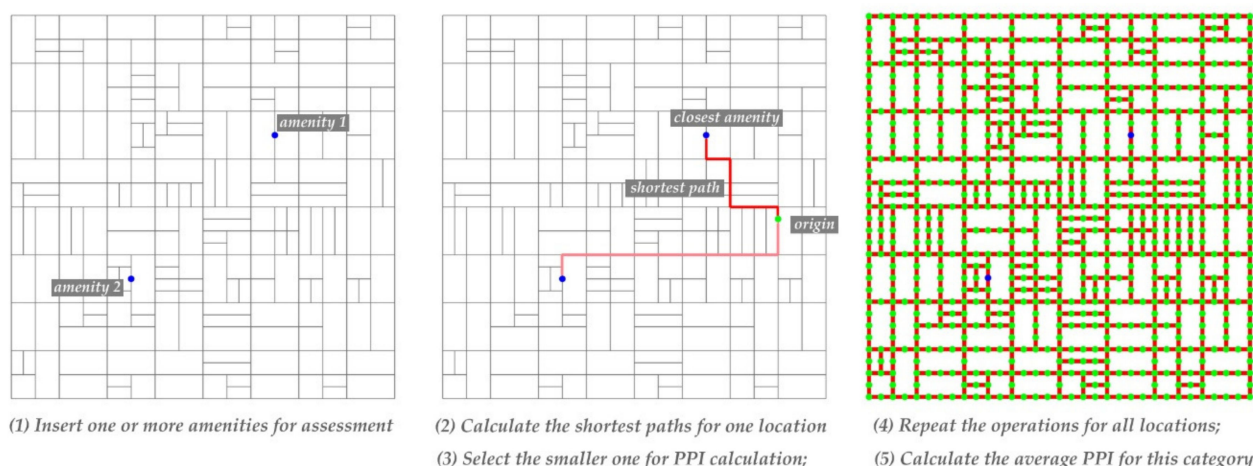 amenity 1
amenity 2
closest amenity
shortest path
origin
(1) Insert one or more amenities for assessment
(2) Calculate the shortest paths for one location
(3) Select the smaller one for PPI calculation;
(4) Repeat the operations for all locations;
(5) Calculate the average PPI for this category